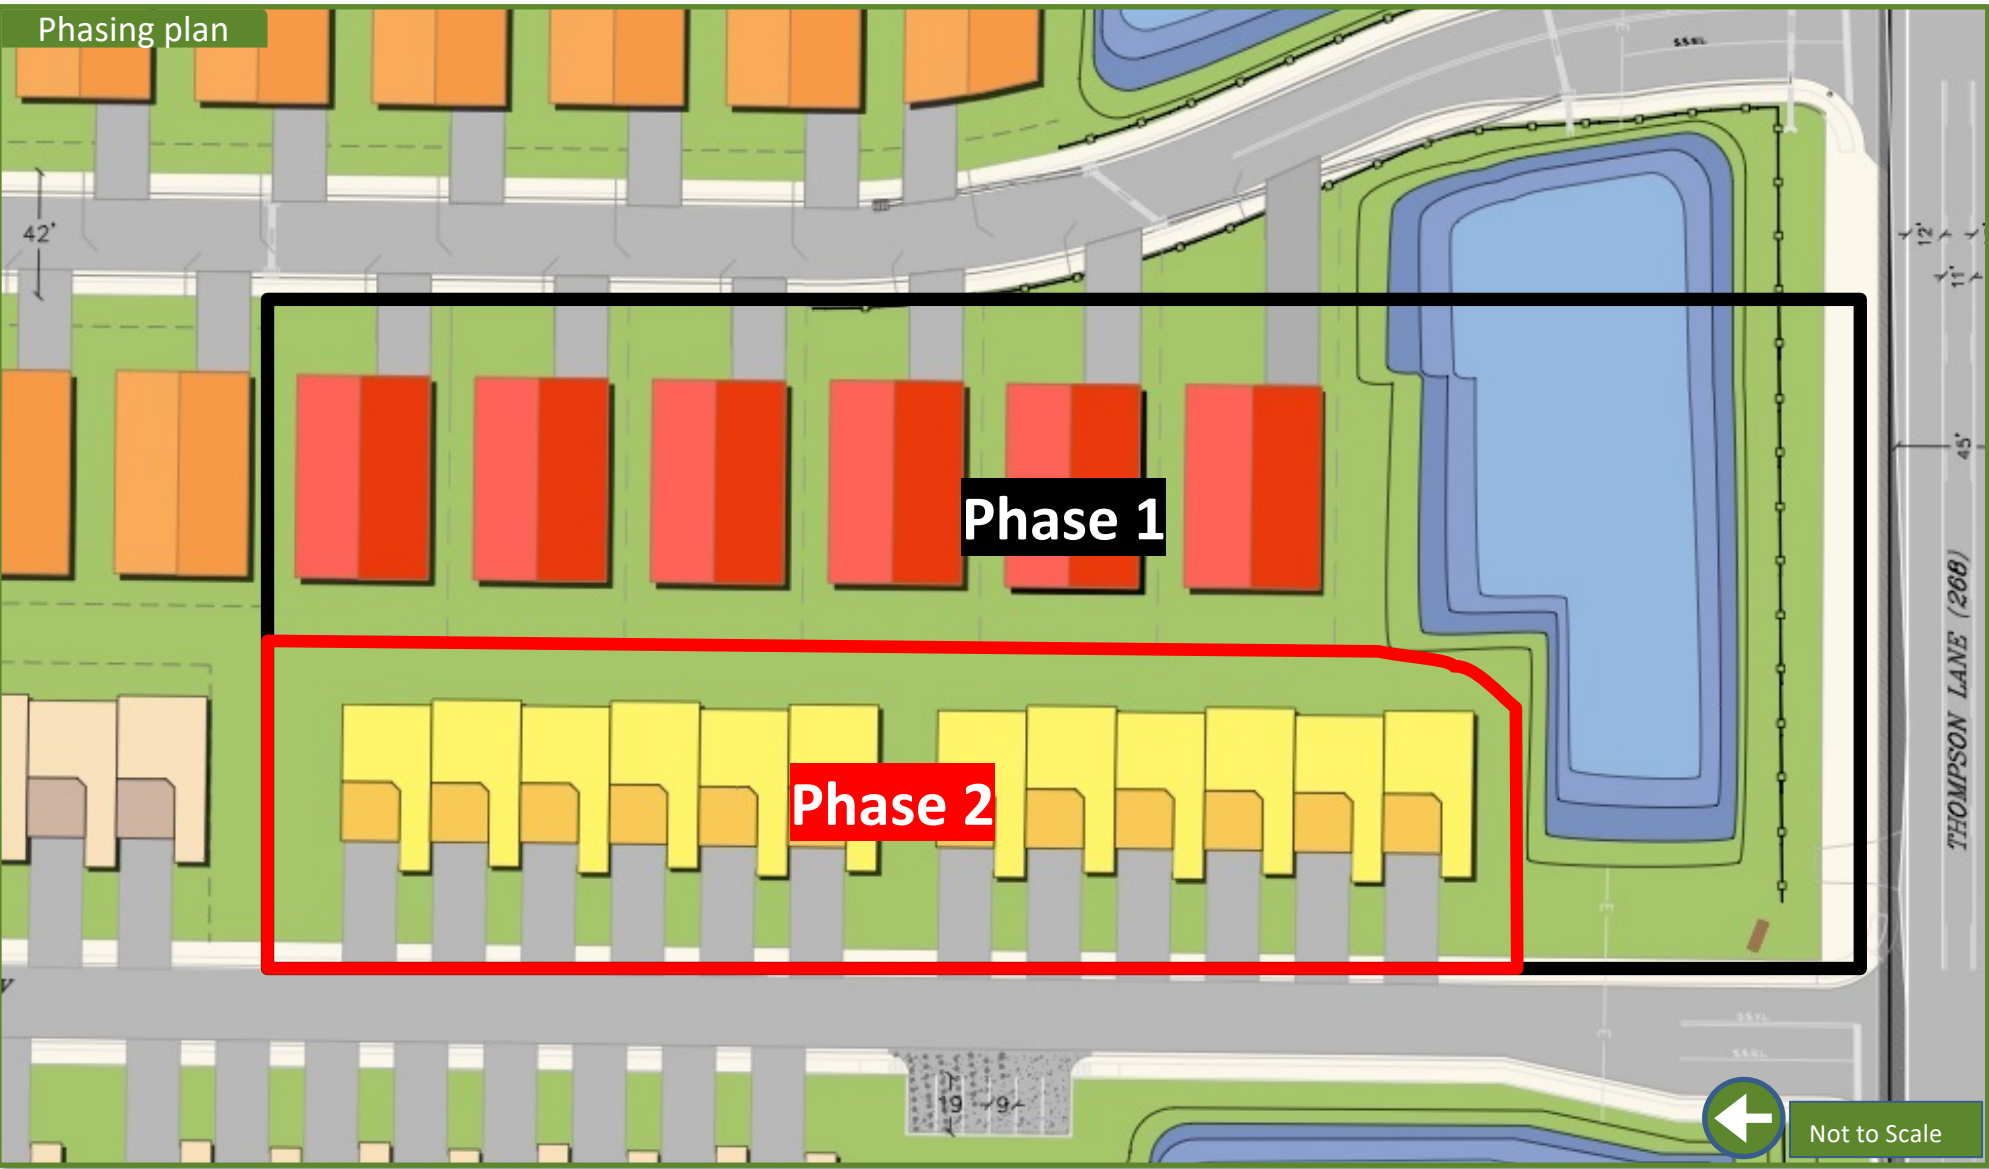 Phasing plan
S.S.B.L.
42'
12'
11'
45'
Phase 1
THOMPSON LANE (268)
Phase 2
19
9
Not to Scale